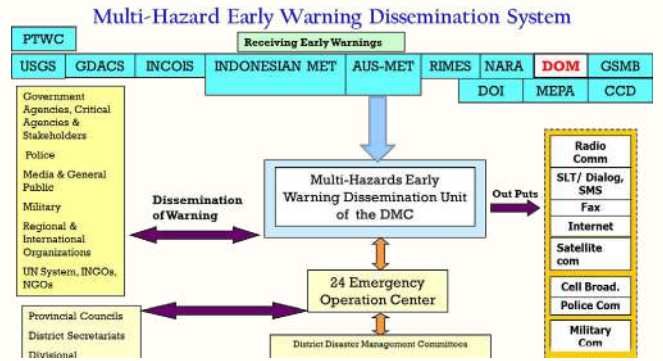 Multi-Hazard Early Warning Dissemination System
PTWC
Receiving Early Warnings
USGS
GDACS
INCOIS
INDONESIAN MET
AUS-MET
RIMES
NARA
DOM
GSMB
DOI
MEPA
CCD
Government
Agencies, Critical
Agencies &
Stakeholders
Police
Media & General
Public
Military
Regional &
International
Organizations
UN System, INGOs,
NGOs
Dissemination
of Warning
Multi-Hazards Early
Warning Dissemination Unit
of the DMC
Out Puts
Radio
Comm
SLT/ Dialog,
SMS
Fax
Internet
Satellite
com
Cell Broad.
Police Com
Military
Com
24 Emergency
Operation Center
Provincial Councils
District Secretariats
Divisional
District Disaster Management Committees